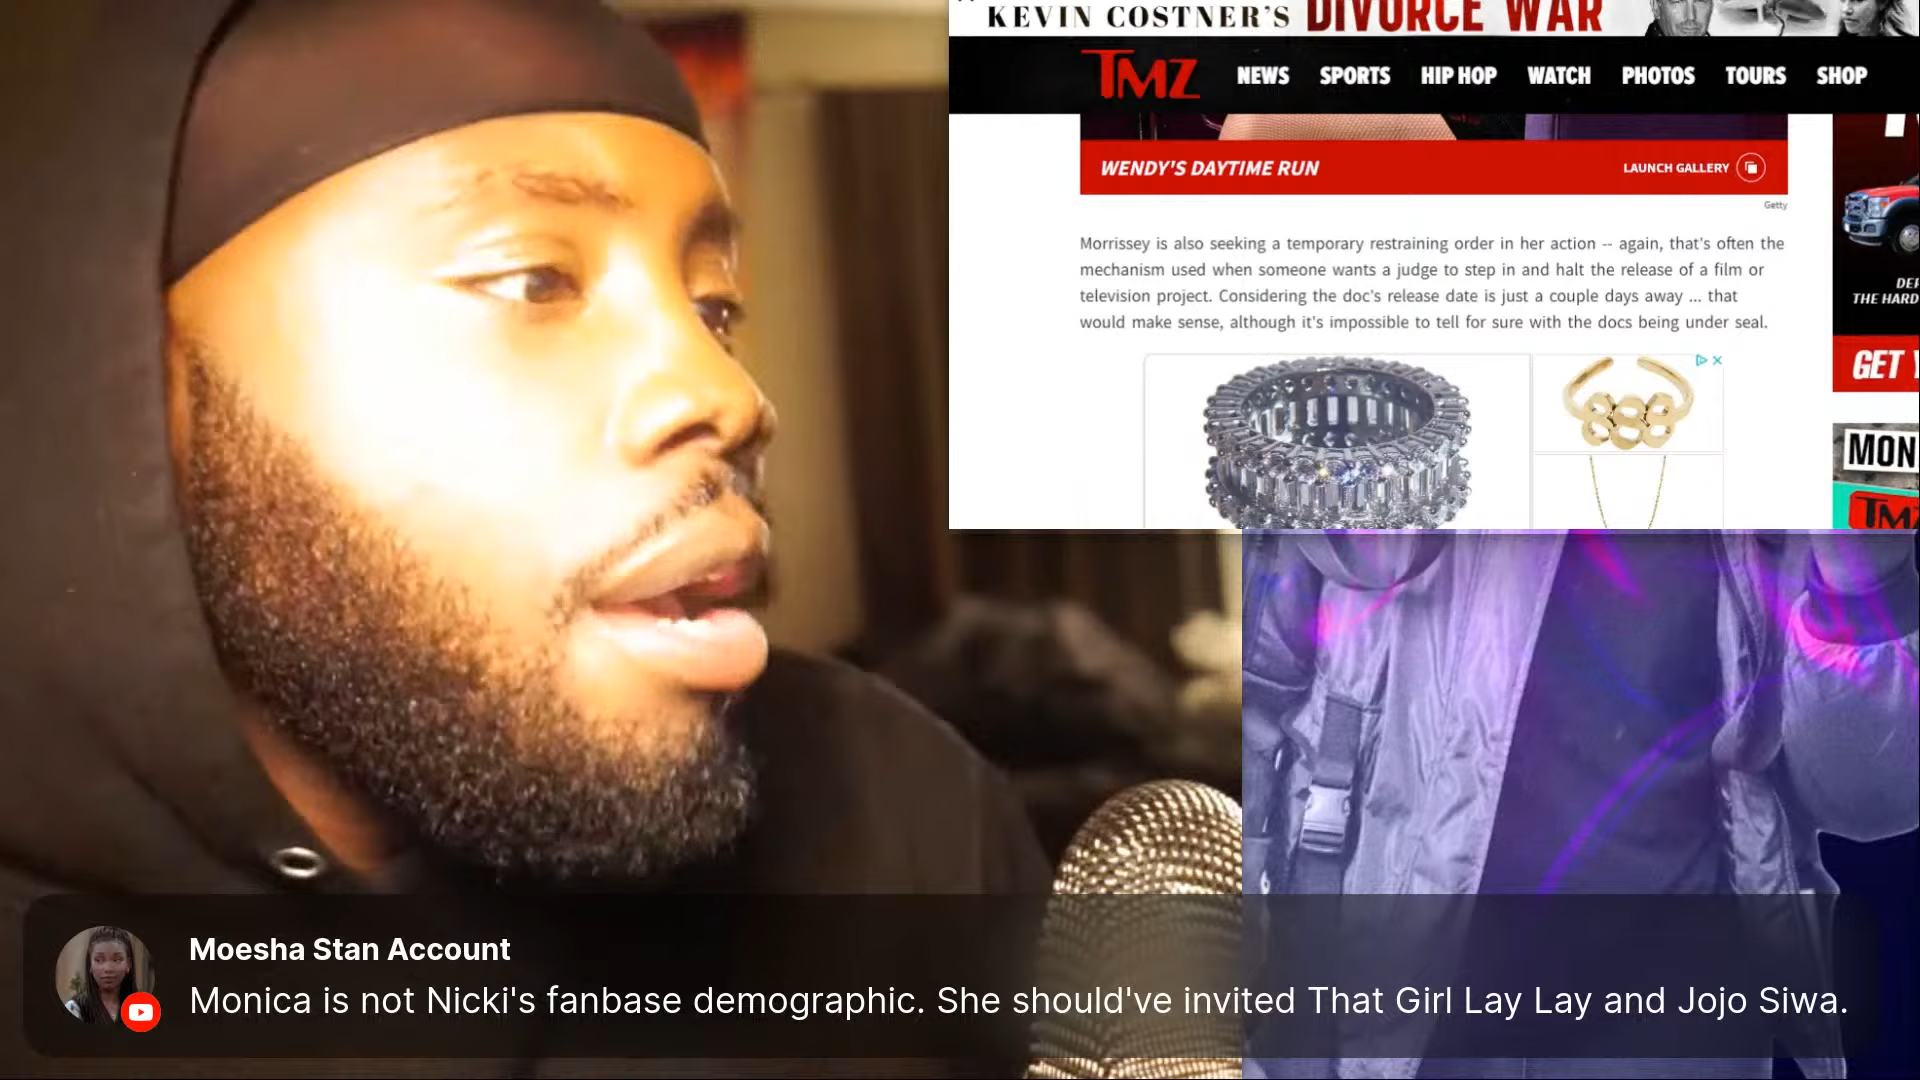 KEVIN COSTNER'S DIVORCE WAR
TMZ NEWS SPORTS HIP HOP WATCH PHOTOS TOURS SHOP
WENDY'S DAYTIME RUN
LAUNCH GALLERY
Getty
Morrissey is also seeking a temporary restraining order in her action -- again, that's often the
mechanism used when someone wants a judge to step in and halt the release of a film or
television project. Considering the doc's release date is just a couple days away ... that
would make sense, although it's impossible to tell for sure with the docs being under seal.
THE HARD
GET
MON
TMZ
Moesha Stan Account
Monica is not Nicki's fanbase demographic. She should've invited That Girl Lay Lay and Jojo Siwa.